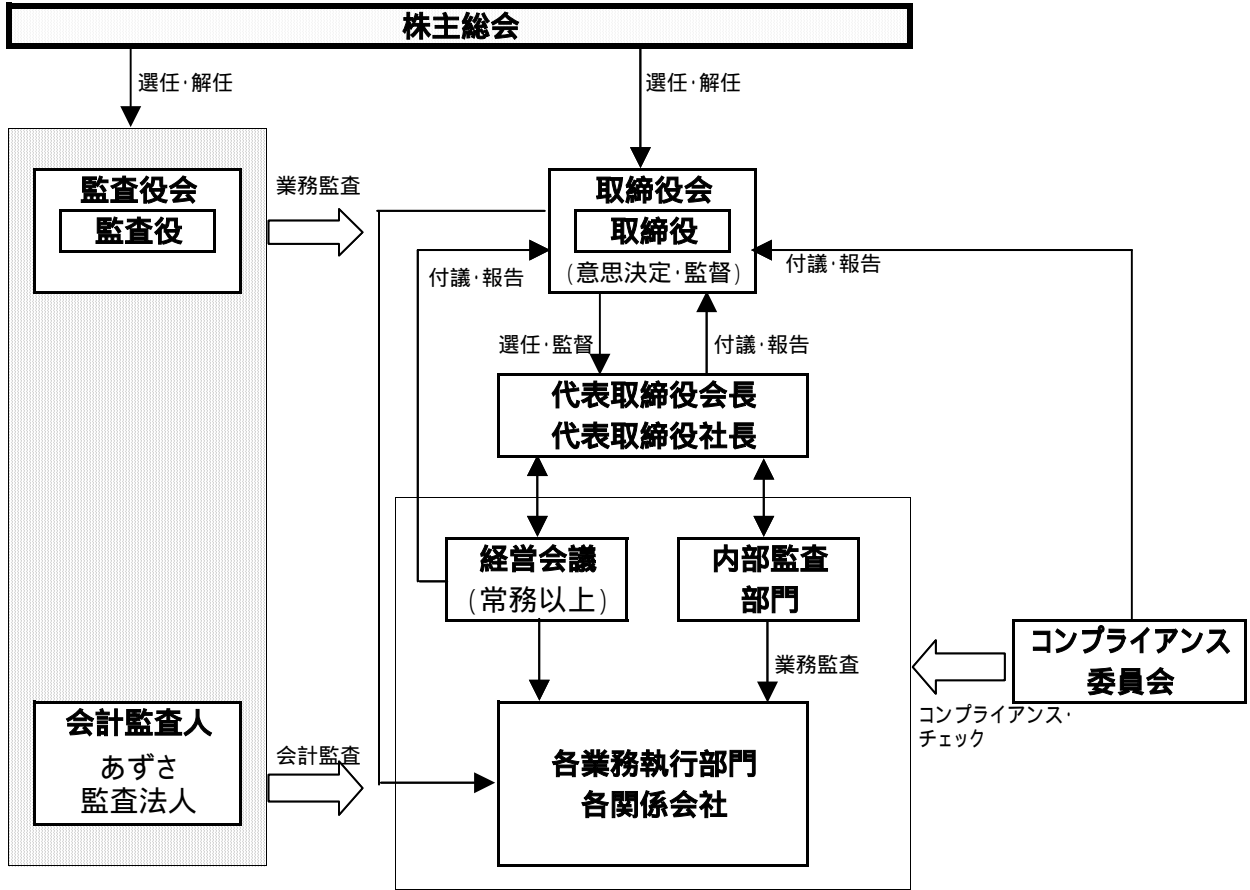 株主総会
選任・解任
選任・解任
監査役会
監査役
業務監査
取締役会
取締役
(意思決定・監督)
付議・報告
付議・報告
選任・監督
付議・報告
代表取締役会長
代表取締役社長
経営会議
(常務以上)
内部監査
部門
業務監査
コンプライアンス
委員会
コンプライアンス・
チェック
会計監査人
あずさ
監査法人
会計監査
各業務執行部門
各関係会社